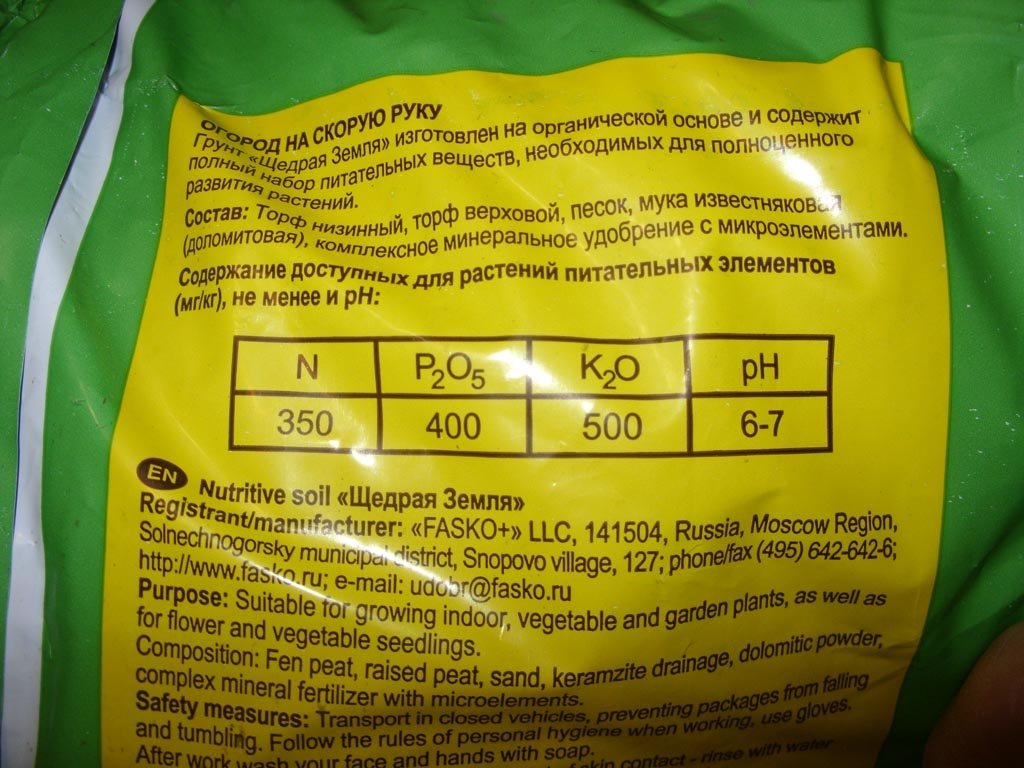 ОГОРОД НА СКОРУЮ РУКУ
Грунт «Щедрая Земля» изготовлен на органической основе и содержит
полный набор питательных веществ, необходимых для полноценного
развития растений.
Состав: Торф низинный, торф верховой, песок, мука известняковая
(доломитовая), комплексное минеральное удобрение с микроэлементами.
Содержание доступных для растений питательных элементов
(мг/кг), не менее и pH:
N P₂O₅ K₂O pH
350 400 500 6-7
EN Nutritive soil «Щедрая Земля»
Registrant/manufacturer: «FASKO+» LLC, 141504, Russia, Moscow Region,
Solnechnogorsky municipal district, Snopovo village, 127; phone/fax (495) 642-642-6;
http://www.fasko.ru; e-mail: udobr@fasko.ru
Purpose: Suitable for growing indoor, vegetable and garden plants, as well as
for flower and vegetable seedlings.
Composition: Fen peat, raised peat, sand, keramzite drainage, dolomitic powder,
complex mineral fertilizer with microelements.
Safety measures: Transport in closed vehicles, preventing packages from falling
and tumbling. Follow the rules of personal hygiene when working, use gloves.
After work wash your face and hands with soap.
of skin contact - rinse with water